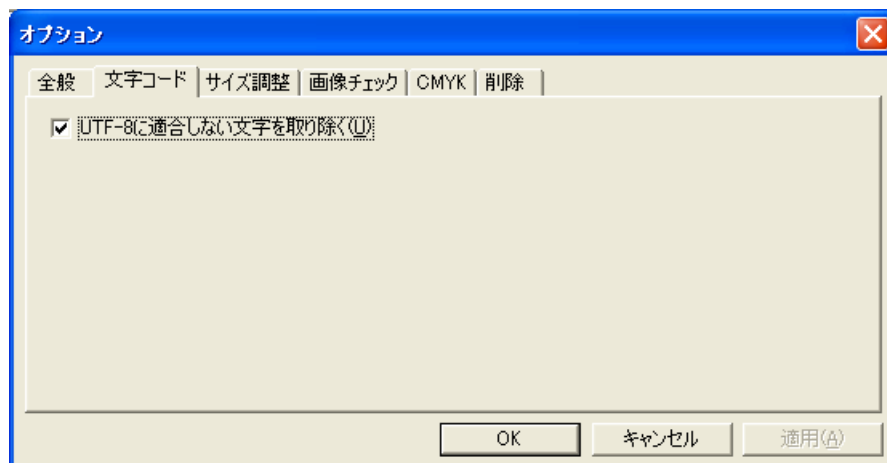 オプション
全般 文字コード サイズ調整 画像チェック CMYK 削除
UTF-8に適合しない文字を取り除く(U)
OK キャンセル 適用(A)